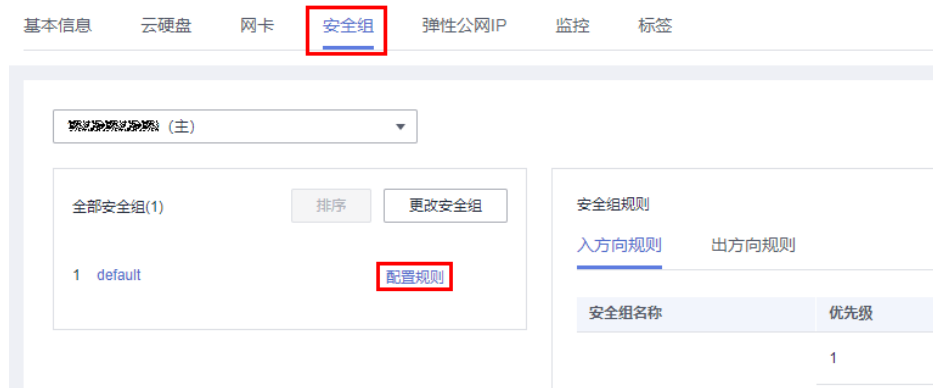 基本信息 云硬盘 网卡 安全组 弹性公网IP 监控 标签
(主)
全部安全组(1) 排序 更改安全组
1 default 配置规则
安全组规则
入方向规则 出方向规则
安全组名称 优先级
1